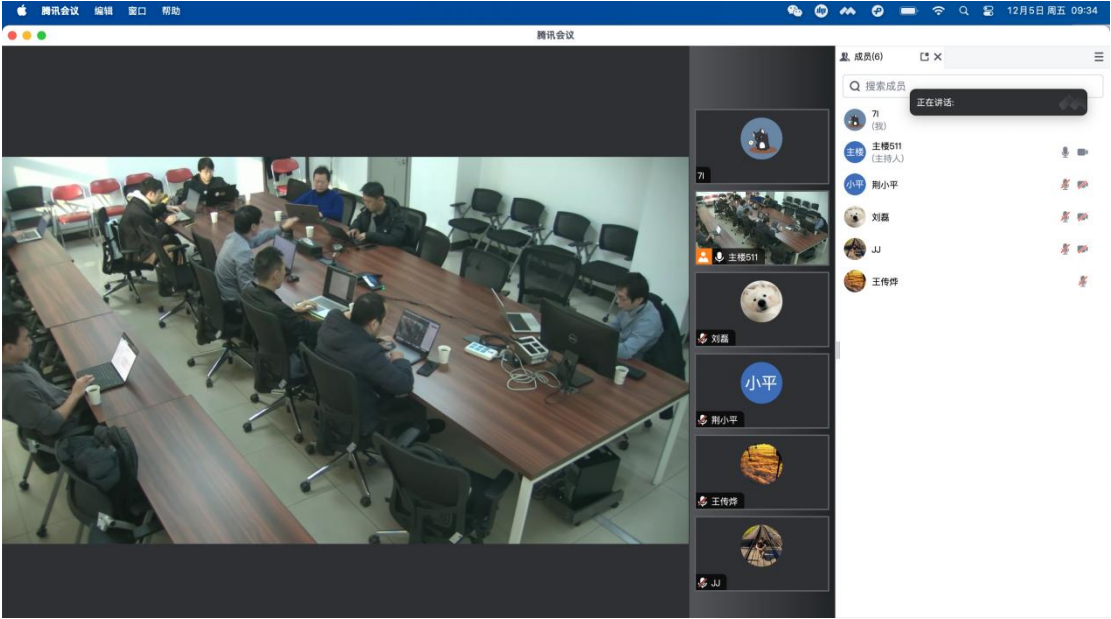 腾讯会议 编辑 窗口 帮助
12月5日 周五 09:34
腾讯会议
成员(6)
搜索成员
正在讲话:
7l
(我)
主楼511
(主持人)
小平 荆小平
刘磊
JJ
王传烨
7l
主楼511
刘磊
小平
荆小平
王传烨
JJ
主楼